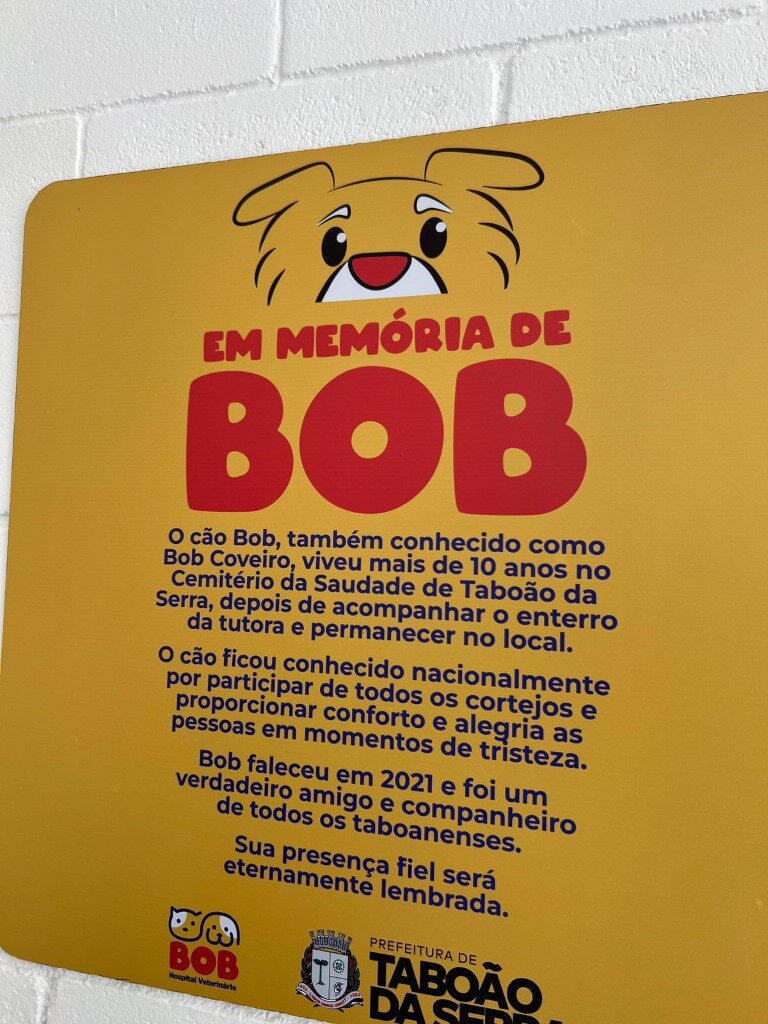 EM MEMÓRIA DE
BOB
O cão Bob, também conhecido como
Bob Coveiro, viveu mais de 10 anos no
Cemitério da Saudade de Taboão da
Serra, depois de acompanhar o enterro
da tutora e permanecer no local.
O cão ficou conhecido nacionalmente
por participar de todos os cortejos e
proporcionar conforto e alegria as
pessoas em momentos de tristeza.
Bob faleceu em 2021 e foi um
verdadeiro amigo e companheiro
de todos os taboanenses.
Sua presença fiel será
eternamente lembrada.
BOB
Hospital Veterinário
PREFEITURA DE
TABOÃO
DA SERRA